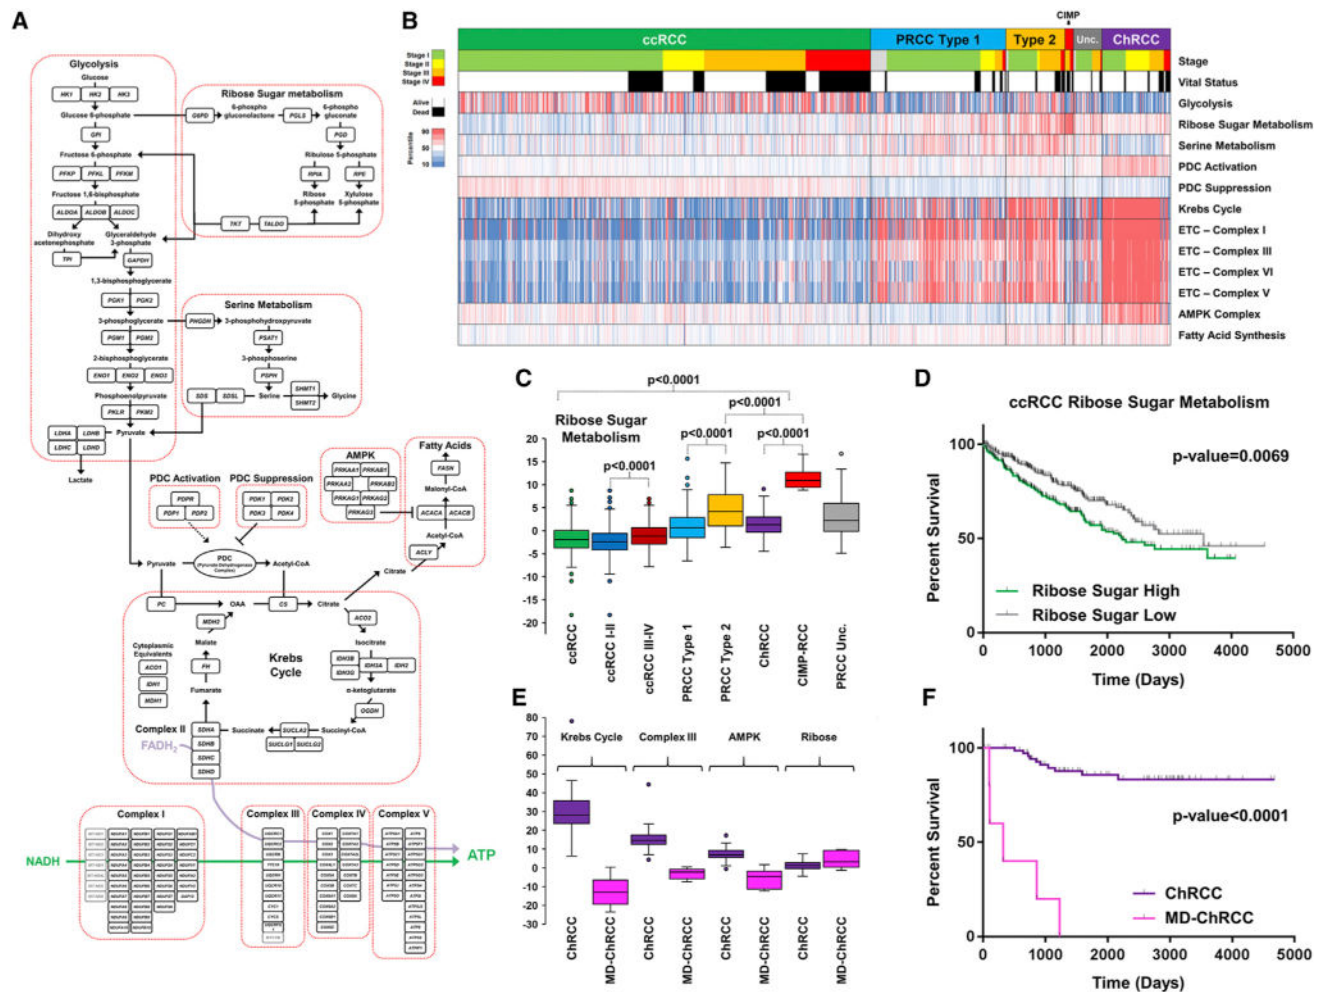 A
Glycolysis
Glucose
HK1 HK2 HK3
Glucose 6-phosphate
GPI
Fructose 6-phosphate
PFKP PFKL PFKM
Fructose 1,6-bisphosphate
ALDOA ALDOB ALDOC
Dihydroxy
acetonephosphate
Glyceraldehyde
3-phosphate
TPI
GAPDH
1,3-bisphosphoglycerate
PGK1 PGK2
3-phosphoglycerate
PGM1 PGM2
2-bisphosphoglycerate
ENO1 ENO2 ENO3
Phosphoenolpyruvate
PKLR PKM2
Pyruvate
LDHA LDHB
LDHC LDHD
Lactate
Ribose Sugar metabolism
G6PD
6-phospho
gluconolactone
PGLS
6-phospho
gluconate
PGD
Ribulose 5-phosphate
RPIA RPE
Ribose
5-phosphate
Xylulose
5-phosphate
TKT TALDO
Serine Metabolism
PHGDH
3-phosphohydroxpyruvate
PSAT1
3-phosphoserine
PSPH
Serine
SDS SDSL
SHMT1
SHMT2
Glycine
PDC Activation
PDPR
PDP1 PDP2
PDC Suppression
PDK1 PDK2
PDK3 PDK4
AMPK
PRKAA1 PRKAB1
PRKAA2 PRKAB2
PRKAG1 PRKAG2
PRKAG3
Fatty Acids
FASN
Malonyl-CoA
ACACA ACACB
Acetyl-CoA
ACLY
Citrate
Pyruvate
PDC
(Pyruvate Dehydrogenase
Complex)
Acetyl-CoA
PC
OAA
CS
Citrate
MDH2
ACO2
Malate
Isocitrate
Cytoplasmic
Equivalents
ACO1
IDH1
MDH1
Krebs
Cycle
FH
IDH3B IDH3A IDH2
IDH3G
α-ketoglutarate
Fumarate
OGDH
Complex II
SDHA
SDHB
SDHC
SDHD
Succinate
SUCLA2
SUCLG1 SUCLG2
Succinyl-CoA
FADH2
Complex I
Complex III
Complex IV
Complex V
NADH
ATP
B
CIMP
ccRCC
PRCC Type 1
Type 2
Unc.
ChRCC
Stage I
Stage II
Stage III
Stage IV
Alive
Dead
Percentile
90
50
10
Stage
Vital Status
Glycolysis
Ribose Sugar Metabolism
Serine Metabolism
PDC Activation
PDC Suppression
Krebs Cycle
ETC – Complex I
ETC – Complex III
ETC – Complex VI
ETC – Complex V
AMPK Complex
Fatty Acid Synthesis
C
Ribose Sugar
Metabolism
p<0.0001
p<0.0001
p<0.0001
p<0.0001
p<0.0001
20
15
10
5
0
-5
-10
-15
-20
ccRCC
ccRCC I-II
ccRCC III-IV
PRCC Type 1
PRCC Type 2
ChRCC
CIMP-RCC
PRCC Unc.
D
ccRCC Ribose Sugar Metabolism
p-value=0.0069
Percent Survival
100
50
0
Ribose Sugar High
Ribose Sugar Low
0 1000 2000 3000 4000 5000
Time (Days)
E
80
70
60
50
40
30
20
10
0
-10
-20
-30
Krebs Cycle
Complex III
AMPK
Ribose
ChRCC
MD-ChRCC
ChRCC
MD-ChRCC
ChRCC
MD-ChRCC
ChRCC
MD-ChRCC
F
Percent Survival
100
50
0
p-value<0.0001
ChRCC
MD-ChRCC
0 1000 2000 3000 4000 5000
Time (Days)